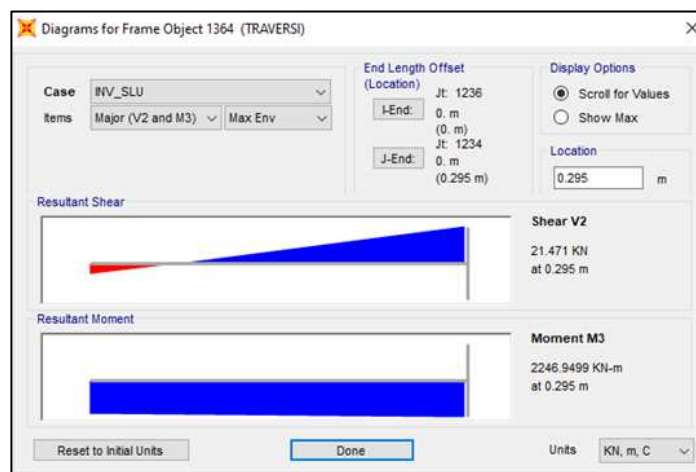 Diagrams for Frame Object 1364 (TRAVERSI)
Case INV_SLU
Items Major (V2 and M3) Max Env
End Length Offset
(Location)
I-End: Jt: 1236
0. m
(0. m)
J-End: Jt: 1234
0. m
(0.295 m)
Display Options
Scroll for Values
Show Max
Location
0.295 m
Resultant Shear
Shear V2
21.471 KN
at 0.295 m
Resultant Moment
Moment M3
2246.9499 KN-m
at 0.295 m
Reset to Initial Units Done Units KN, m, C